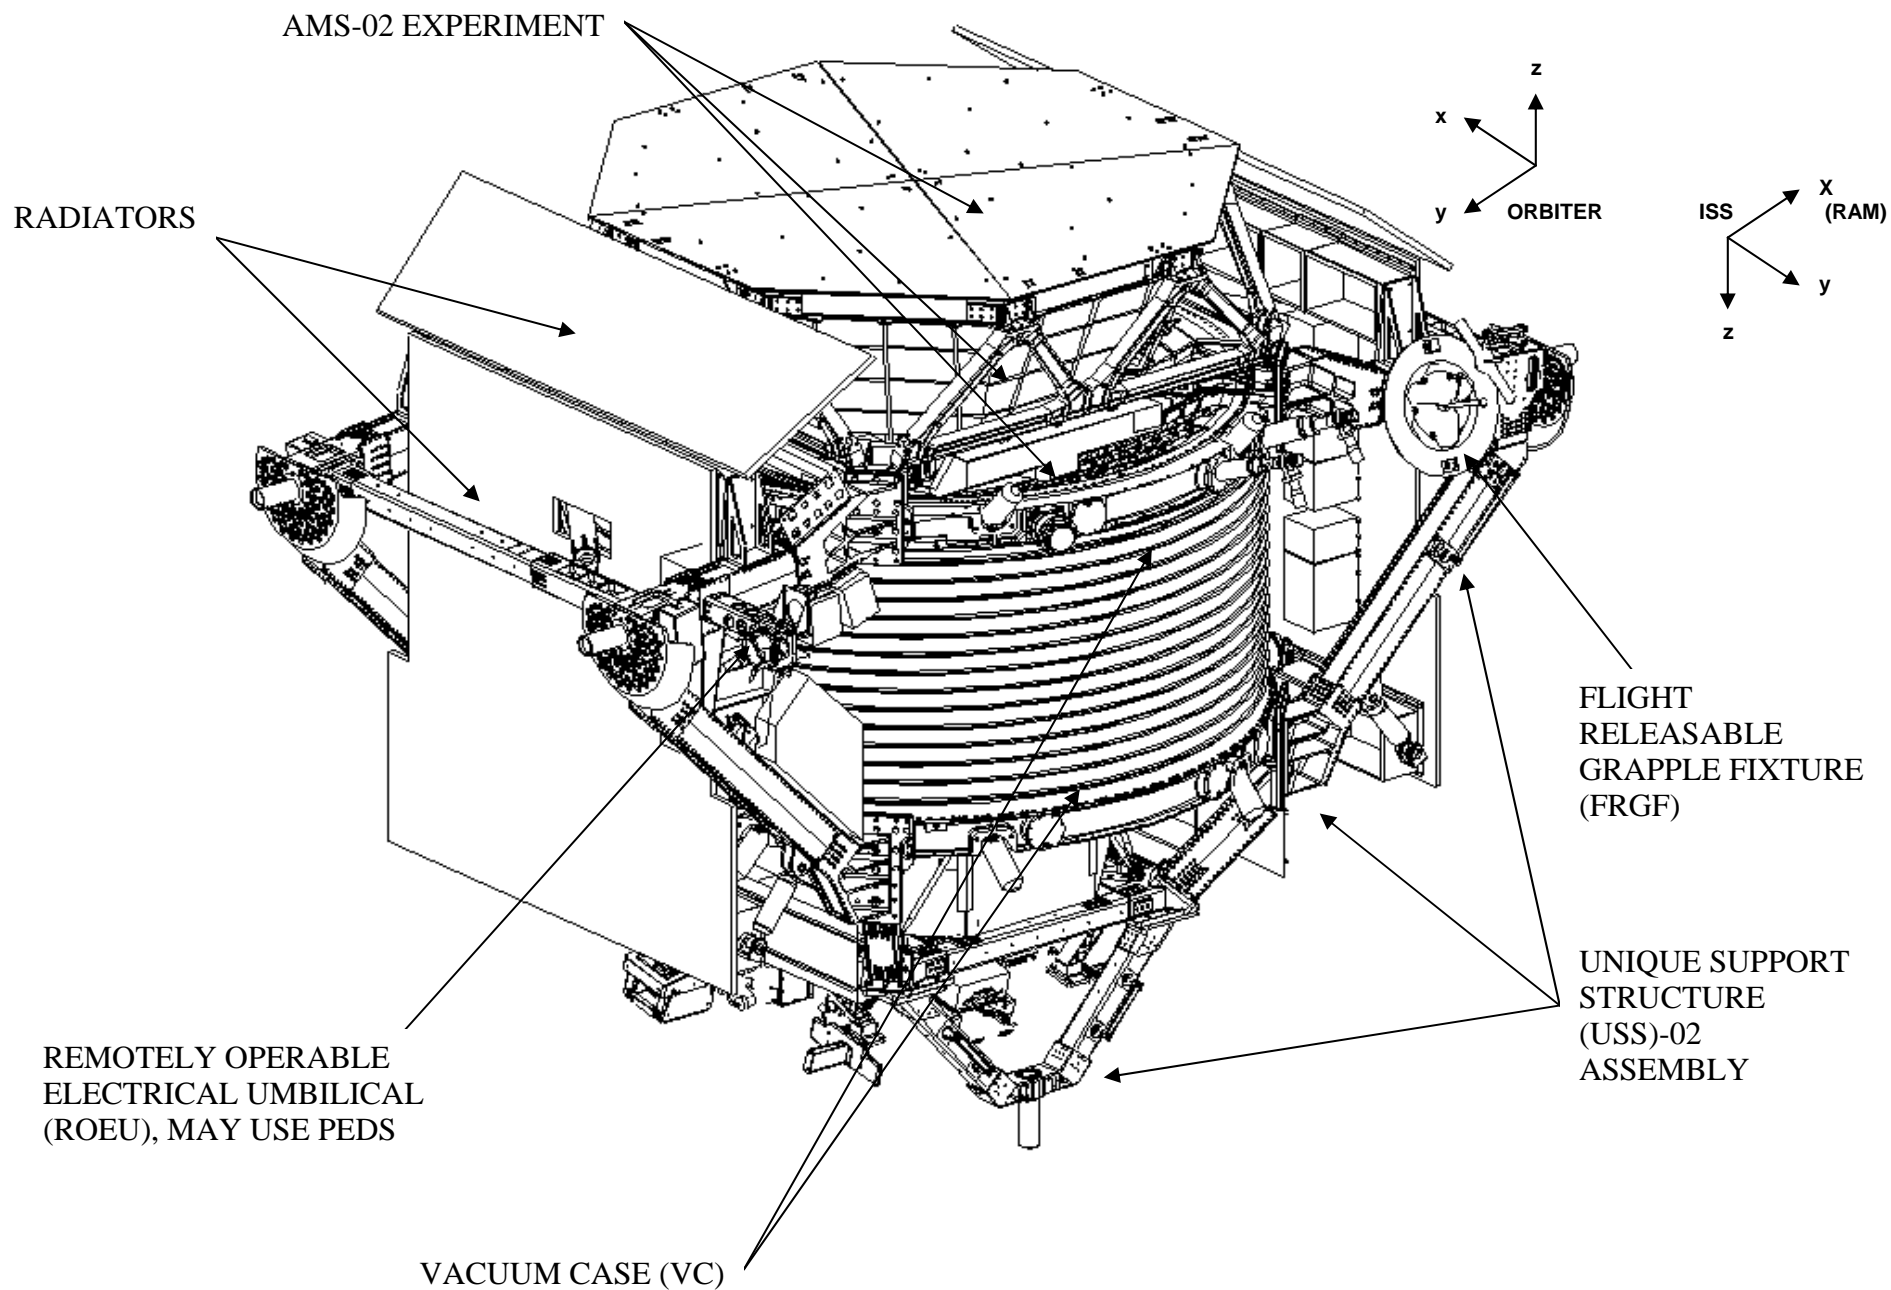 AMS-02 EXPERIMENT
z
x
y
ORBITER
ISS
X
(RAM)
y
z
RADIATORS
FLIGHT
RELEASABLE
GRAPPLE FIXTURE
(FRGF)
UNIQUE SUPPORT
STRUCTURE
(USS)-02
ASSEMBLY
REMOTELY OPERABLE
ELECTRICAL UMBILICAL
(ROEU), MAY USE PEDS
VACUUM CASE (VC)